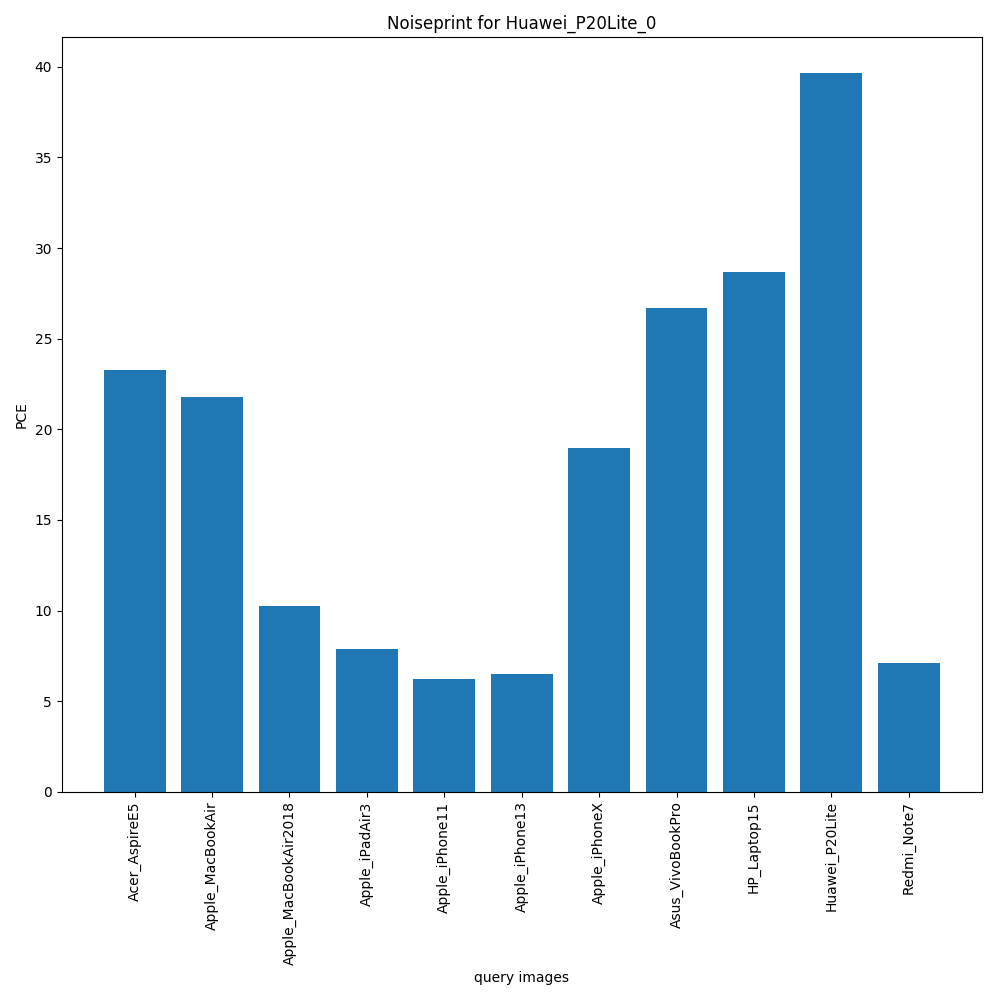 Noiseprint for Huawei_P20Lite_0
PCE
40
35
30
25
20
15
10
5
0
Acer_AspireE5
Apple_MacBookAir
Apple_MacBookAir2018
Apple_iPadAir3
Apple_iPhone11
Apple_iPhone13
Apple_iPhoneX
Asus_VivoBookPro
HP_Laptop15
Huawei_P20Lite
Redmi_Note7
query images